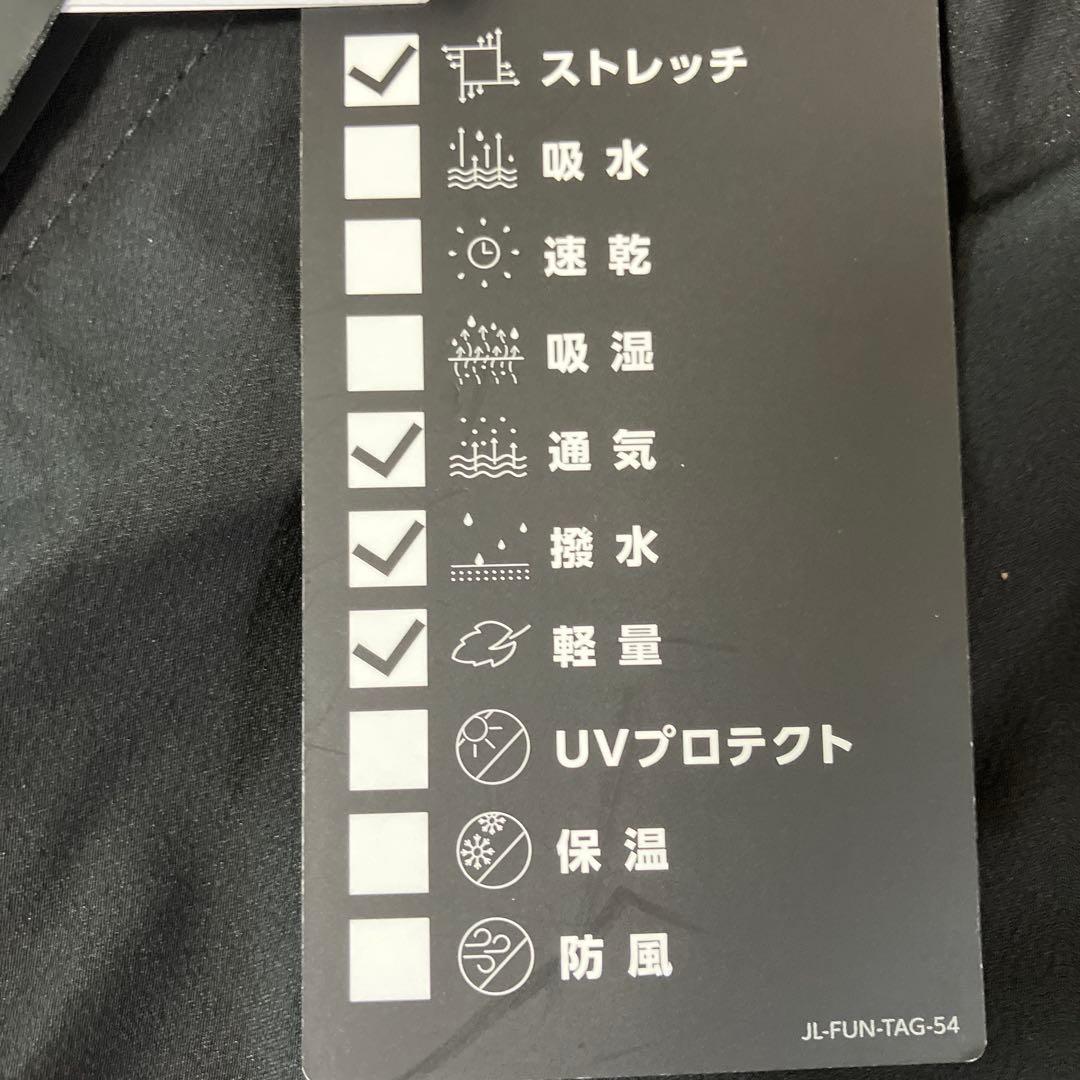 ストレッチ
吸水
速乾
吸湿
通気
撥水
軽量
UVプロテクト
保温
防風
JL-FUN-TAG-54